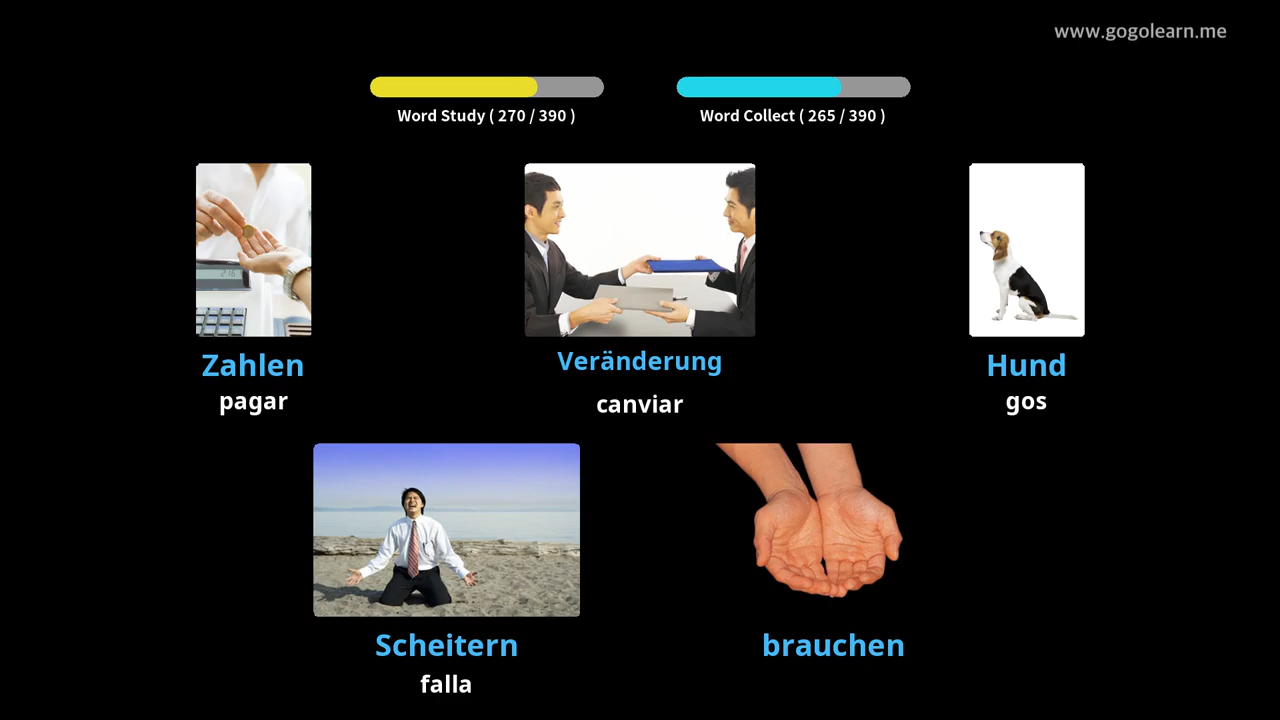 www.gogolearn.me
Word Study ( 270 / 390 )
Word Collect ( 265 / 390 )
Zahlen
pagar
Veränderung
canviar
Hund
gos
Scheitern
falla
brauchen